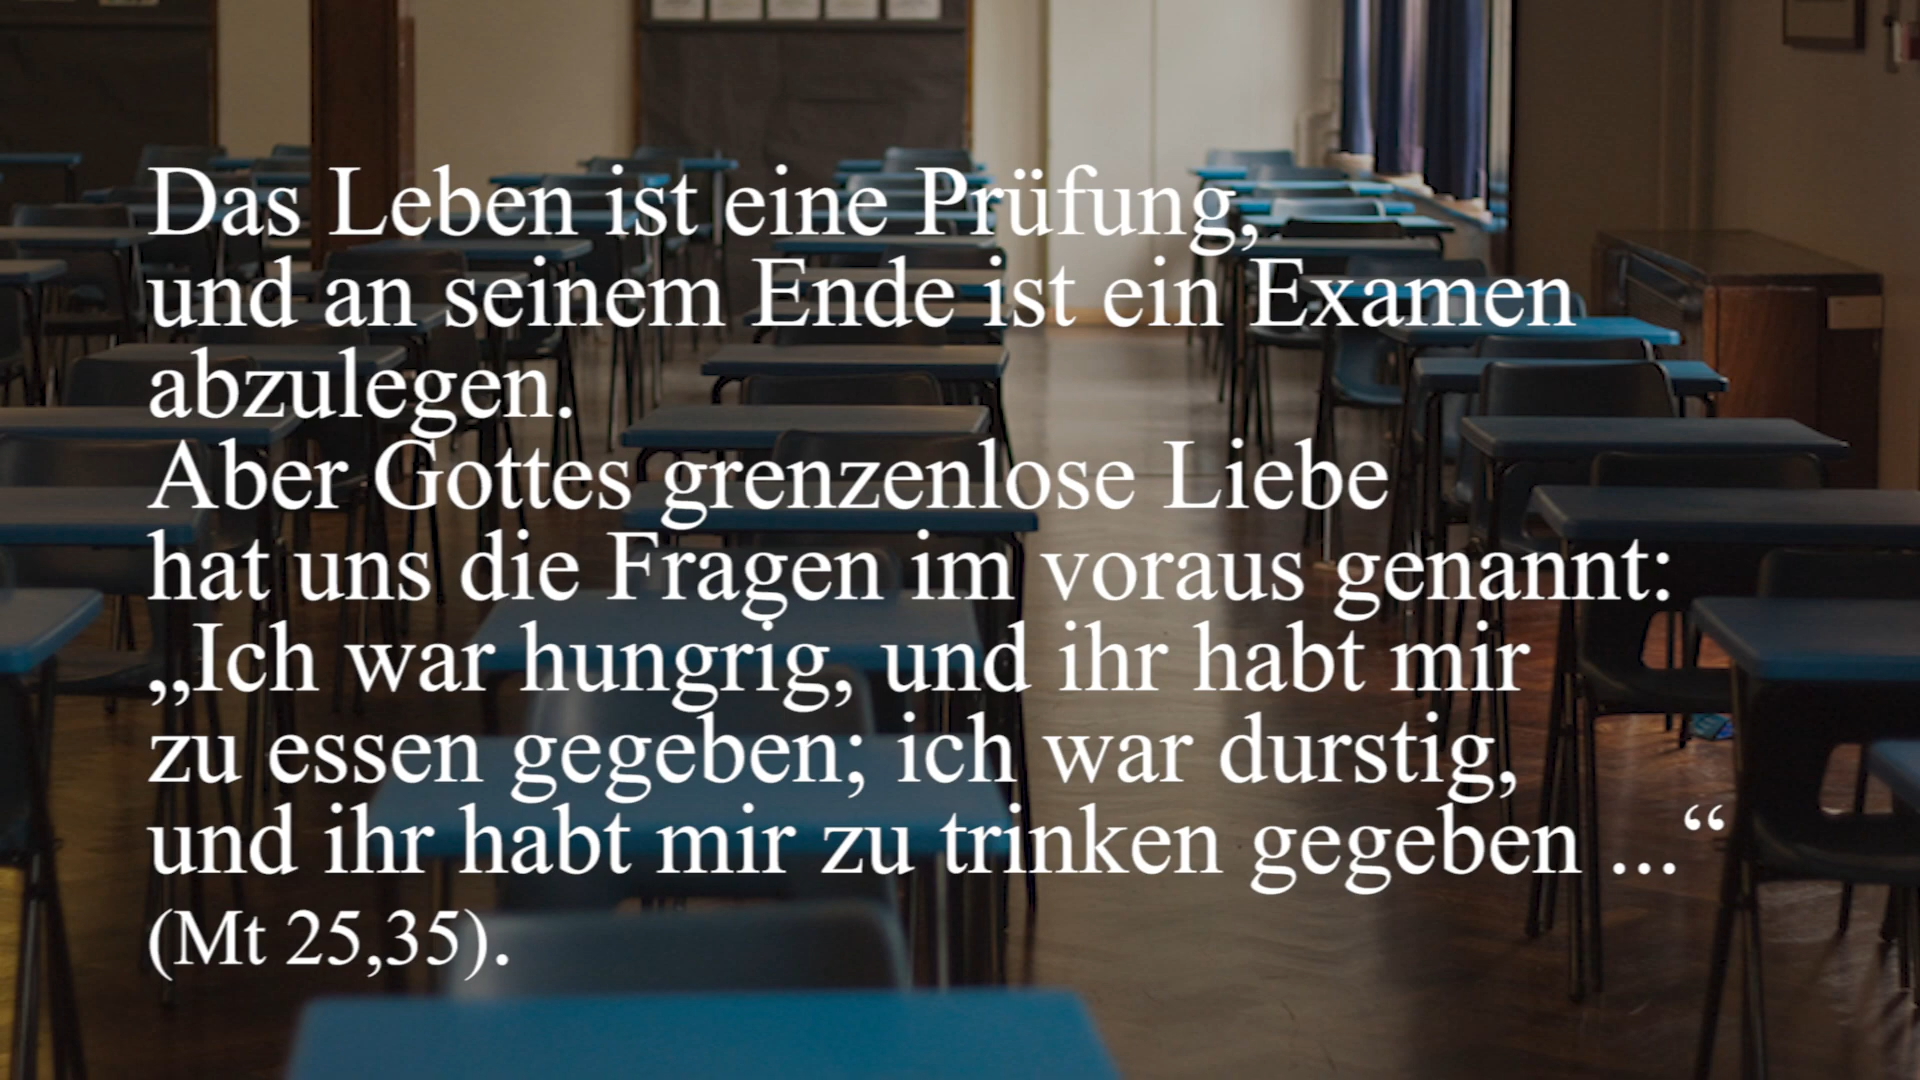 Das Leben ist eine Prüfung,
und an seinem Ende ist ein Examen
abzulegen.
Aber Gottes grenzenlose Liebe
hat uns die Fragen im voraus genannt:
„Ich war hungrig, und ihr habt mir
zu essen gegeben; ich war durstig,
und ihr habt mir zu trinken gegeben ...“
(Mt 25,35).